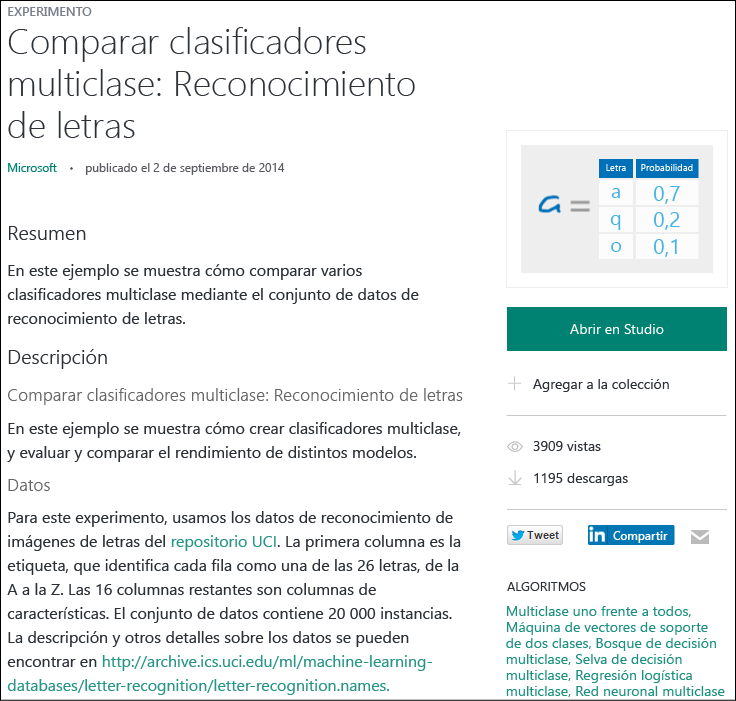 EXPERIMENTO
Comparar clasificadores
multiclase: Reconocimiento
de letras
Microsoft • publicado el 2 de septiembre de 2014
Resumen
En este ejemplo se muestra cómo comparar varios
clasificadores multiclase mediante el conjunto de datos de
reconocimiento de letras.
Descripción
Comparar clasificadores multiclase: Reconocimiento de letras
En este ejemplo se muestra cómo crear clasificadores multiclase,
y evaluar y comparar el rendimiento de distintos modelos.
Datos
Para este experimento, usamos los datos de reconocimiento de
imágenes de letras del repositorio UCI. La primera columna es la
etiqueta, que identifica cada fila como una de las 26 letras, de la
A a la Z. Las 16 columnas restantes son columnas de
características. El conjunto de datos contiene 20 000 instancias.
La descripción y otros detalles sobre los datos se pueden
encontrar en http://archive.ics.uci.edu/ml/machine-learning-
databases/letter-recognition/letter-recognition.names.
Letra Probabilidad
a = a 0,7
q 0,2
o 0,1
Abrir en Studio
Agregar a la colección
3909 vistas
1195 descargas
Tweet
in Compartir
ALGORITMOS
Multiclase uno frente a todos,
Máquina de vectores de soporte
de dos clases, Bosque de decisión
multiclase, Selva de decisión
multiclase, Regresión logística
multiclase, Red neuronal multiclase